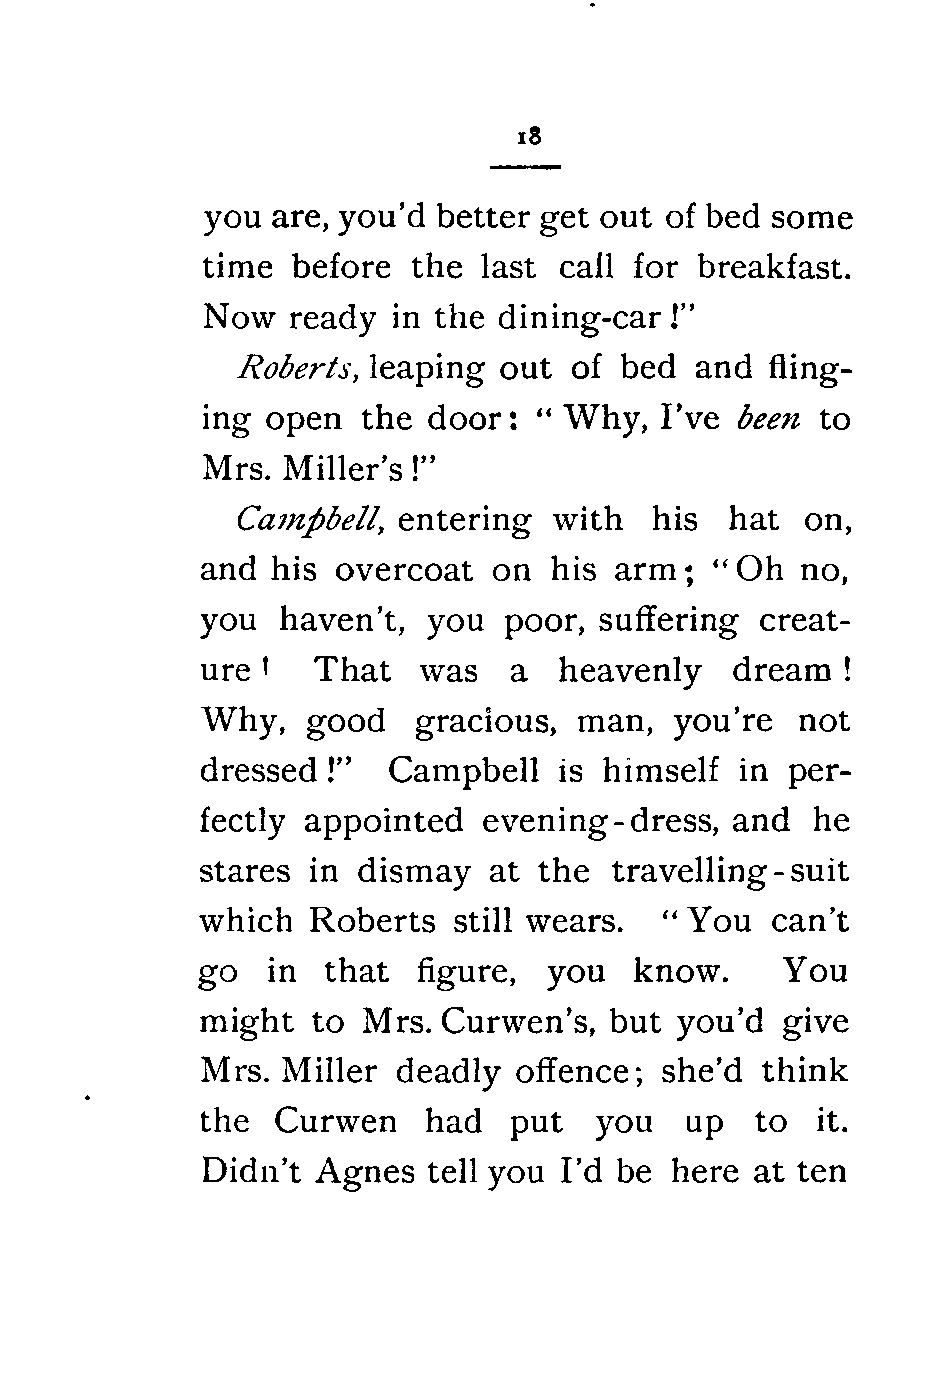 18
you are, you'd better get out of bed some
time before the last call for breakfast.
Now ready in the dining-car!"
Roberts, leaping out of bed and fling-
ing open the door: "Why, I've been to
Mrs. Miller's!"
Campbell, entering with his hat on,
and his overcoat on his arm; "Oh no,
you haven't, you poor, suffering creat-
ure! That was a heavenly dream!
Why, good gracious, man, you're not
dressed!" Campbell is himself in per-
fectly appointed evening-dress, and he
stares in dismay at the travelling-suit
which Roberts still wears. "You can't
go in that figure, you know. You
might to Mrs. Curwen's, but you'd give
Mrs. Miller deadly offence; she'd think
the Curwen had put you up to it.
Didn't Agnes tell you I'd be here at ten